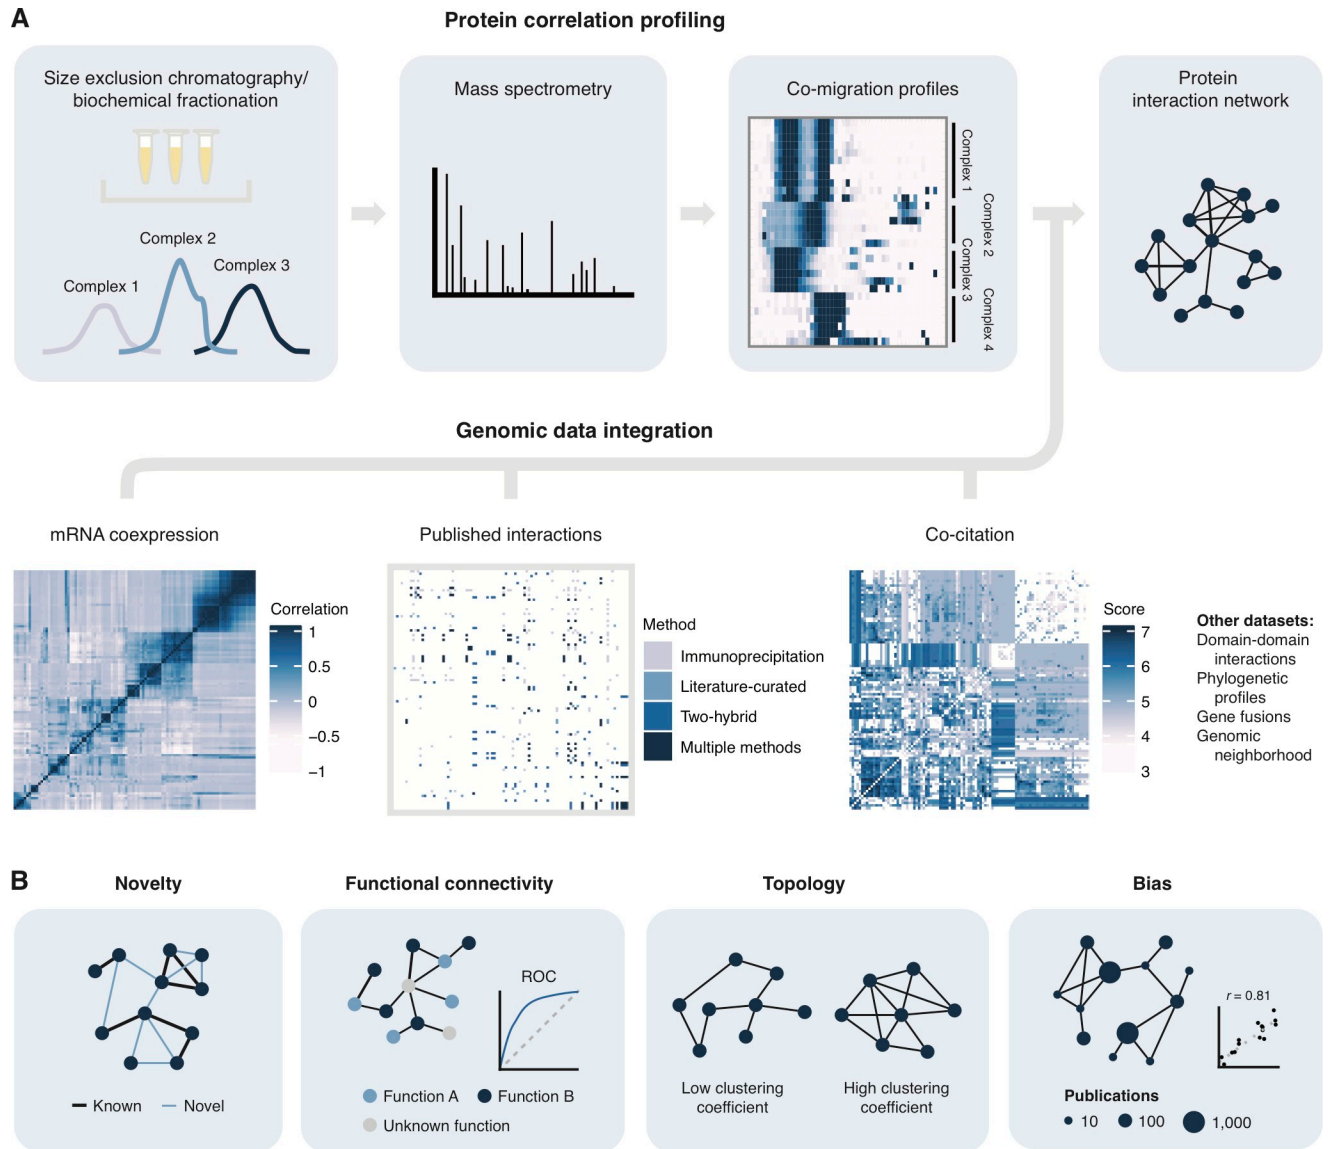 A
Protein correlation profiling
Size exclusion chromatography/
biochemical fractionation
Complex 1
Complex 2
Complex 3
Mass spectrometry
Co-migration profiles
Complex 1
Complex 2
Complex 3
Complex 4
Protein
interaction network
Genomic data integration
mRNA coexpression
Correlation
1
0.5
0
−0.5
−1
Published interactions
Method
Immunoprecipitation
Literature-curated
Two-hybrid
Multiple methods
Co-citation
Score
7
6
5
4
3
Other datasets:
Domain-domain
interactions
Phylogenetic
profiles
Gene fusions
Genomic
neighborhood
B
Novelty
Known
Novel
Functional connectivity
ROC
Function A
Function B
Unknown function
Topology
Low clustering
coefficient
High clustering
coefficient
Bias
r = 0.81
Publications
10
100
1,000